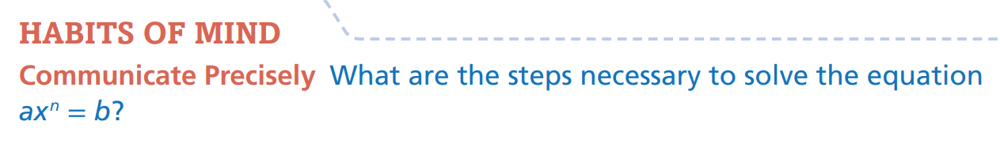 HABITS OF MIND
Communicate Precisely What are the steps necessary to solve the equation
axⁿ = b?